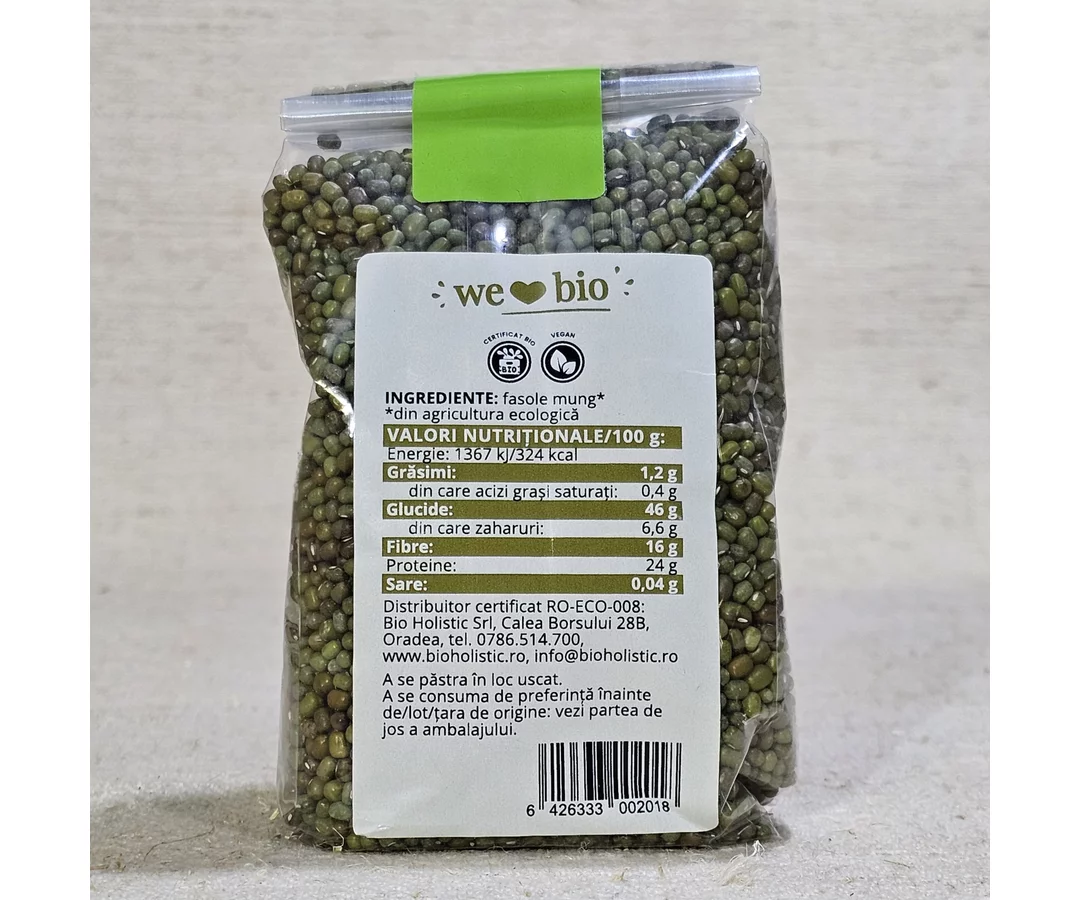 we bio
CERTIFICAT BIO VEGAN
BIO
INGREDIENTE: fasole mung*
*din agricultura ecologică
VALORI NUTRIȚIONALE/100 g:
Energie: 1367 kJ/324 kcal
Grăsimi: 1,2 g
din care acizi grași saturați: 0,4 g
Glucide: 46 g
din care zaharuri: 6,6 g
Fibre: 16 g
Proteine: 24 g
Sare: 0,04 g
Distribuitor certificat RO-ECO-008:
Bio Holistic Srl, Calea Borsului 28B,
Oradea, tel. 0786.514.700,
www.bioholistic.ro, info@bioholistic.ro
A se păstra în loc uscat.
A se consuma de preferință înainte
de/lot/țara de origine: vezi partea de
jos a ambalajului.
6 426333 002018